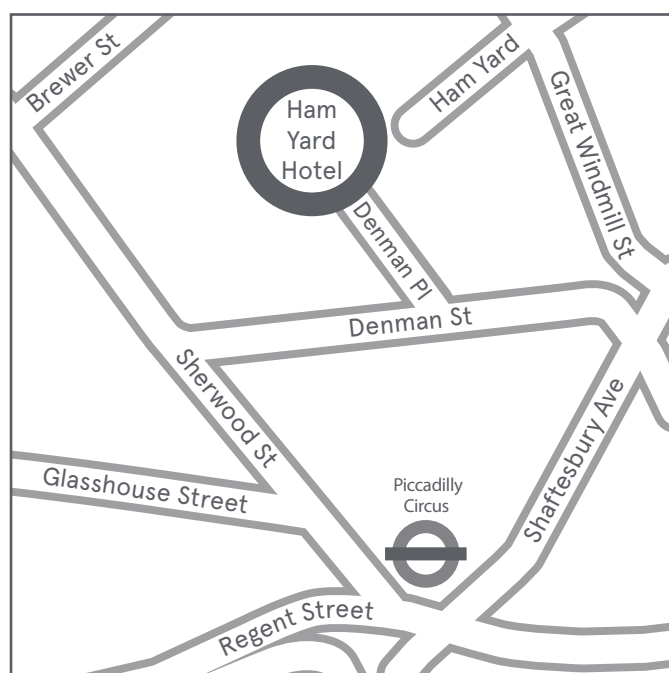 Brewer St
Ham
Yard
Hotel
Ham Yard
Great Windmill St
Denman Pl
Denman St
Sherwood St
Glasshouse Street
Piccadilly
Circus
Shaftesbury Ave
Regent Street